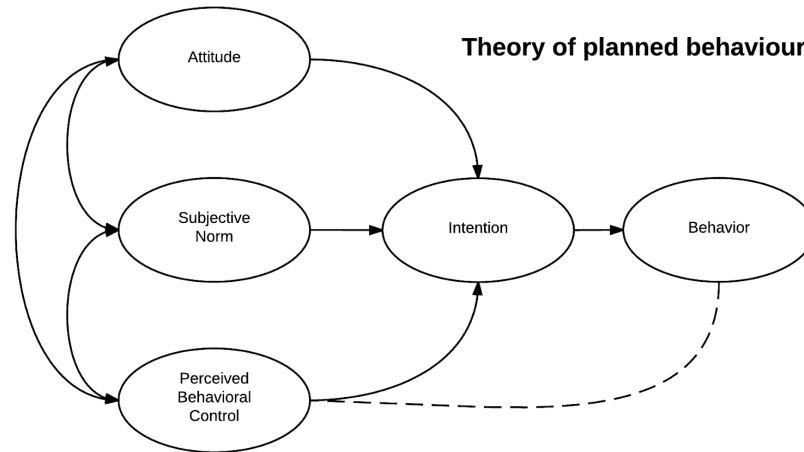 Theory of planned behaviour
Attitude
Subjective
Norm
Intention
Behavior
Perceived
Behavioral
Control